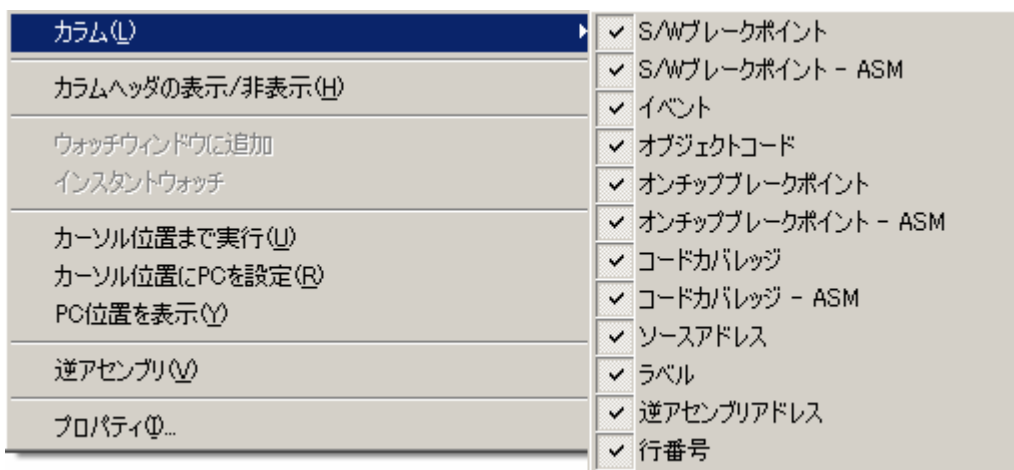 カラム(L)
カラムヘッダの表示/非表示(H)
ウォッチウィンドウに追加
インスタントウォッチ
カーソル位置まで実行(U)
カーソル位置にPCを設定(R)
PC位置を表示(Y)
逆アセンブリ(V)
プロパティ(I)...
S/Wブレークポイント
S/Wブレークポイント - ASM
イベント
オブジェクトコード
オンチップブレークポイント
オンチップブレークポイント - ASM
コードカバレッジ
コードカバレッジ - ASM
ソースアドレス
ラベル
逆アセンブリアドレス
行番号